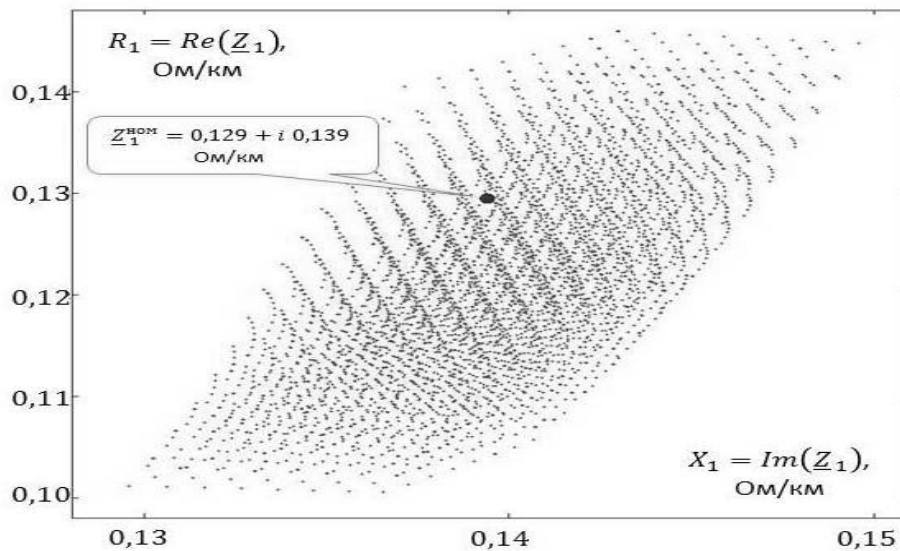 R₁ = Re(Z₁),
Ом/км
0,14
Z₁ᴴᴼᴹ = 0,129 + i 0,139
Ом/км
0,13
0,12
0,11
X₁ = Im(Z₁),
Ом/км
0,10
0,13 0,14 0,15